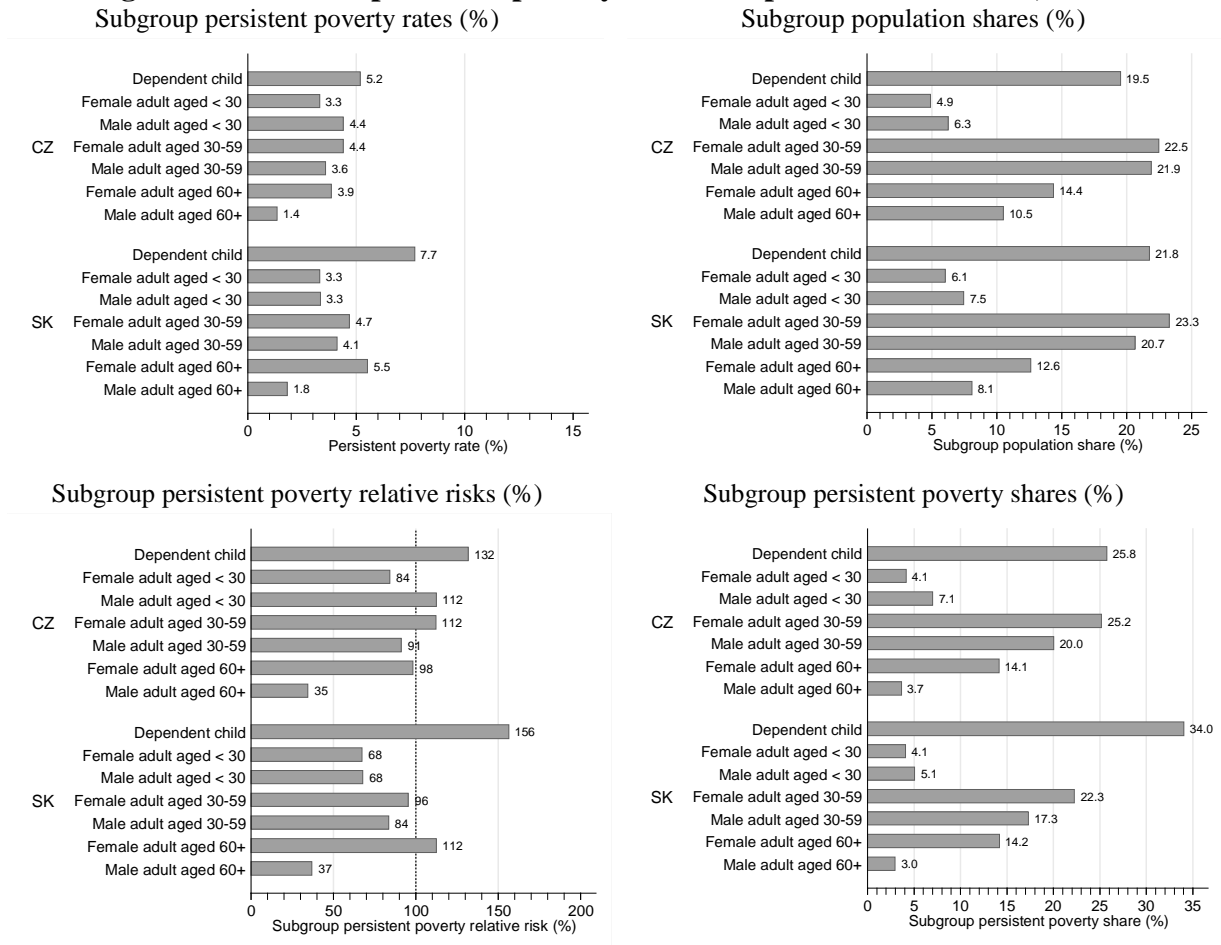 Subgroup persistent poverty rates (%)
Dependent child 5.2
Female adult aged < 30 3.3
Male adult aged < 30 4.4
CZ Female adult aged 30-59 4.4
Male adult aged 30-59 3.6
Female adult aged 60+ 3.9
Male adult aged 60+ 1.4
Dependent child 7.7
Female adult aged < 30 3.3
Male adult aged < 30 3.3
SK Female adult aged 30-59 4.7
Male adult aged 30-59 4.1
Female adult aged 60+ 5.5
Male adult aged 60+ 1.8
0 5 10 15
Persistent poverty rate (%)
Subgroup population shares (%)
Dependent child 19.5
Female adult aged < 30 4.9
Male adult aged < 30 6.3
CZ Female adult aged 30-59 22.5
Male adult aged 30-59 21.9
Female adult aged 60+ 14.4
Male adult aged 60+ 10.5
Dependent child 21.8
Female adult aged < 30 6.1
Male adult aged < 30 7.5
SK Female adult aged 30-59 23.3
Male adult aged 30-59 20.7
Female adult aged 60+ 12.6
Male adult aged 60+ 8.1
0 5 10 15 20 25
Subgroup population share (%)
Subgroup persistent poverty relative risks (%)
Dependent child 132
Female adult aged < 30 84
Male adult aged < 30 112
CZ Female adult aged 30-59 112
Male adult aged 30-59 91
Female adult aged 60+ 98
Male adult aged 60+ 35
Dependent child 156
Female adult aged < 30 68
Male adult aged < 30 68
SK Female adult aged 30-59 96
Male adult aged 30-59 84
Female adult aged 60+ 112
Male adult aged 60+ 37
0 50 100 150 200
Subgroup persistent poverty relative risk (%)
Subgroup persistent poverty shares (%)
Dependent child 25.8
Female adult aged < 30 4.1
Male adult aged < 30 7.1
CZ Female adult aged 30-59 25.2
Male adult aged 30-59 20.0
Female adult aged 60+ 14.1
Male adult aged 60+ 3.7
Dependent child 34.0
Female adult aged < 30 4.1
Male adult aged < 30 5.1
SK Female adult aged 30-59 22.3
Male adult aged 30-59 17.3
Female adult aged 60+ 14.2
Male adult aged 60+ 3.0
0 5 10 15 20 25 30 35
Subgroup persistent poverty share (%)